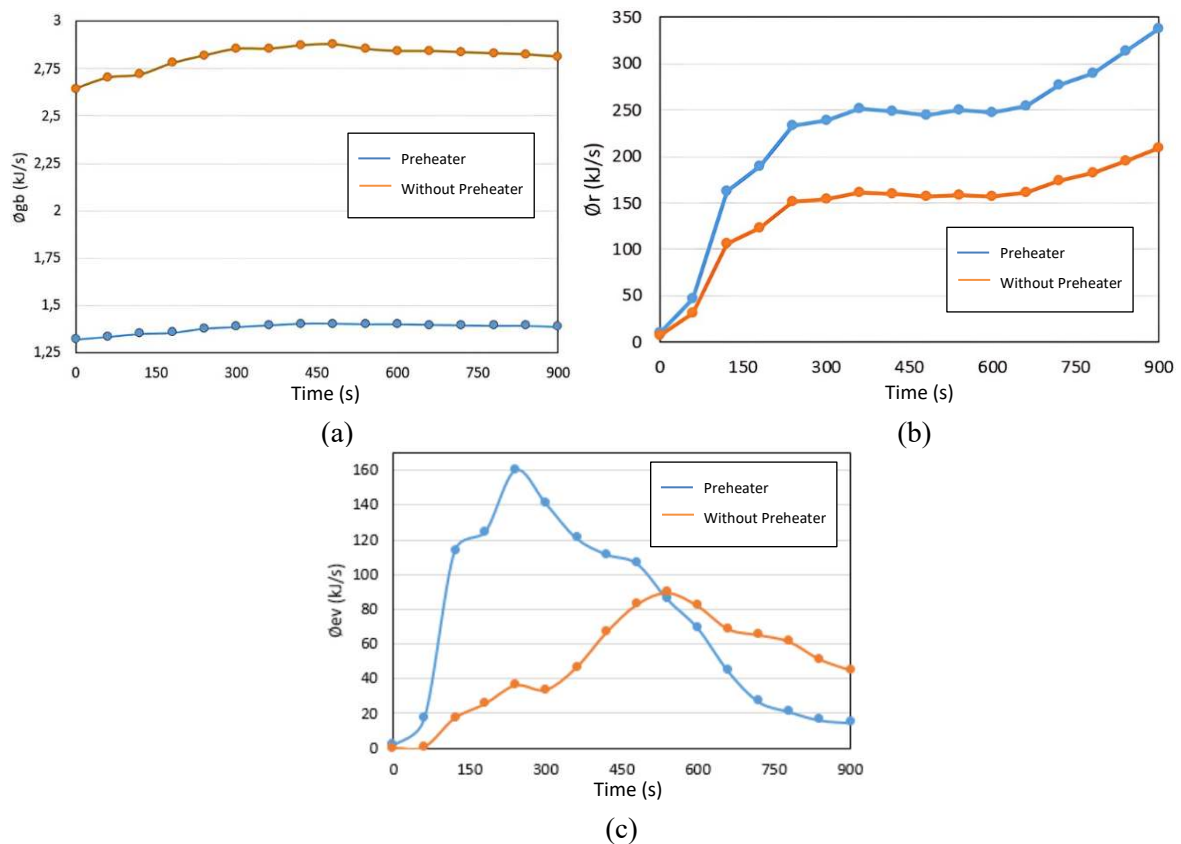 3
2,75
2,5
2,25
2
1,75
1,5
1,25
Øgb (kJ/s)
Preheater
Without Preheater
0 150 300 450 600 750 900
Time (s)
(a)
350
300
250
200
150
100
50
0
Ør (kJ/s)
Preheater
Without Preheater
0 150 300 450 600 750 900
Time (s)
(b)
160
140
120
100
80
60
40
20
0
Øev (kJ/s)
Preheater
Without Preheater
0 150 300 450 600 750 900
Time (s)
(c)